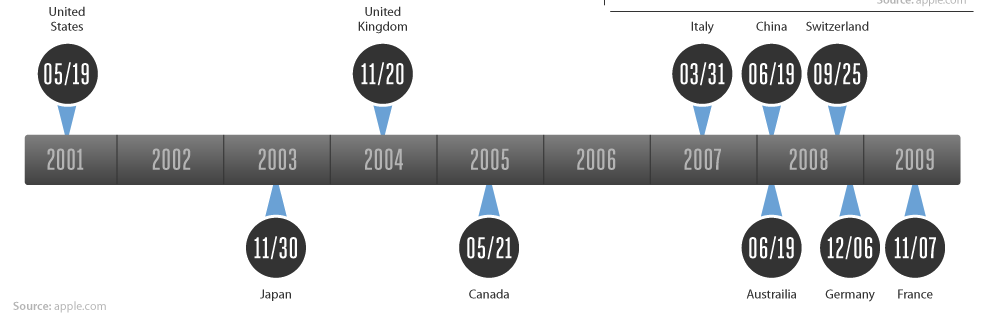 Source: apple.com
United
States
United
Kingdom
Italy
China
Switzerland
05/19
11/20
03/31
06/19
09/25
2001
2002
2003
2004
2005
2006
2007
2008
2009
11/30
05/21
06/19
12/06
11/07
Japan
Canada
Austrailia
Germany
France
Source: apple.com